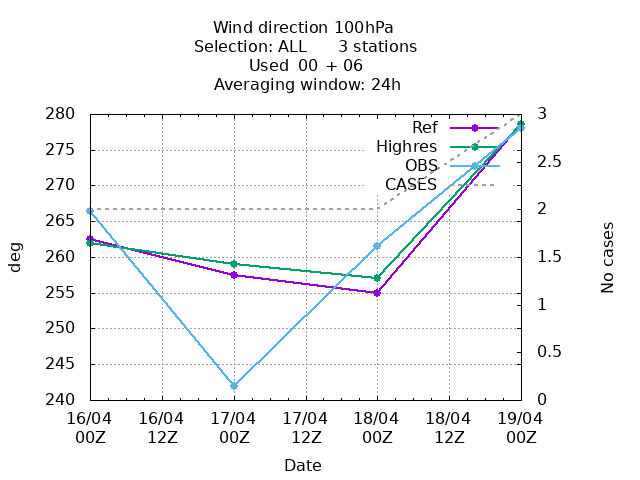 Wind direction 100hPa
Selection: ALL 3 stations
Used 00 + 06
Averaging window: 24h
280
275
270
265
260
255
250
245
240
deg
3
2.5
2
1.5
1
0.5
0
No cases
Ref
Highres
OBS
CASES
16/04 16/04 17/04 17/04 18/04 18/04 19/04
00Z 12Z 00Z 12Z 00Z 12Z 00Z
Date